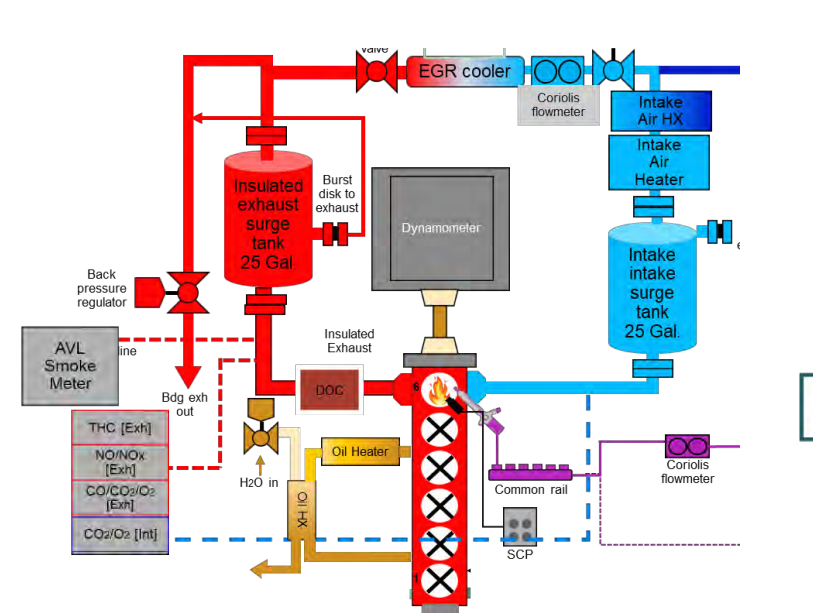 valve
EGR cooler
Coriolis
flowmeter
Intake
Air HX
Intake
Air
Heater
Insulated
exhaust
surge
tank
25 Gal
Burst
disk to
exhaust
Dynamometer
Intake
intake
surge
tank
25 Gal.
Back
pressure
regulator
AVL
Smoke
Meter
line
Insulated
Exhaust
DOC
6
Bdg exh
out
THC [Exh]
NO/NOx
[Exh]
CO/CO2/O2
[Exh]
CO2/O2 [Int]
H2O in
Oil Heater
Oil HX
Common rail
Coriolis
flowmeter
SCP
1